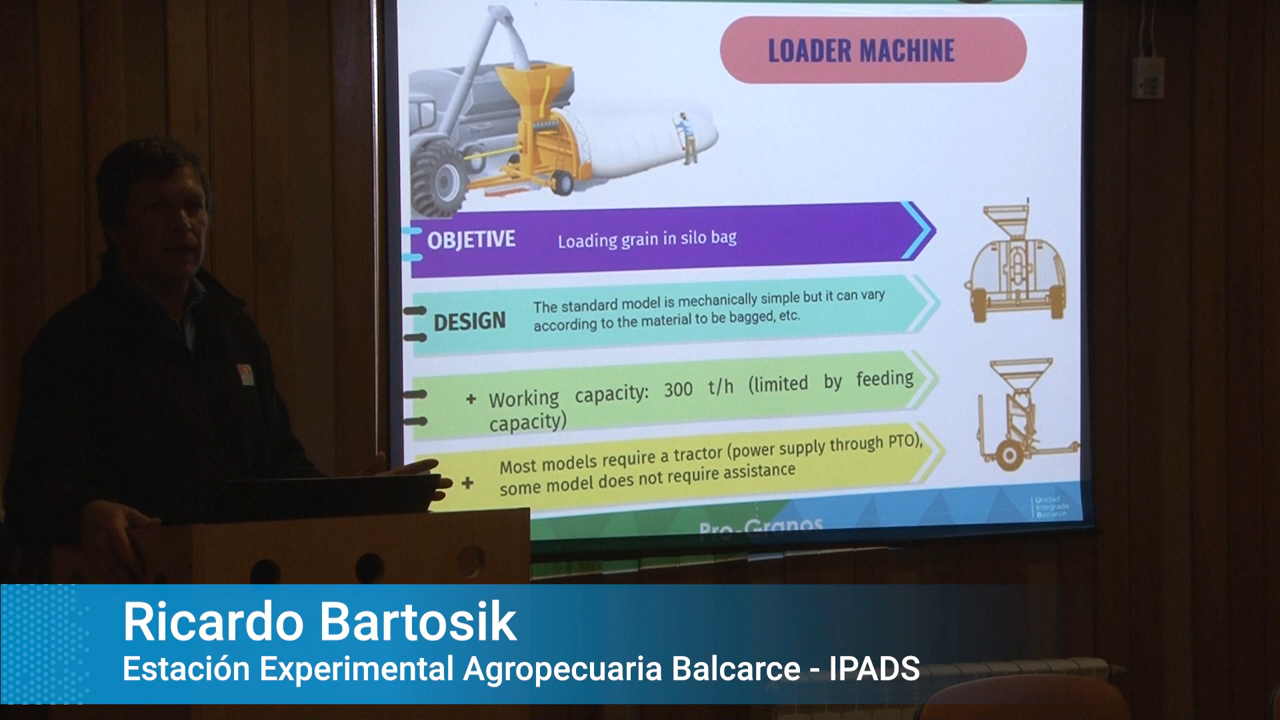 LOADER MACHINE
OBJETIVE
Loading grain in silo bag
DESIGN
The standard model is mechanically simple but it can vary
according to the material to be bagged, etc.
+ Working capacity: 300 t/h (limited by feeding
capacity)
+ Most models require a tractor (power supply through PTO),
some model does not require assistance
Pro-Granos
Unidad
Integrada
Balcarce
Ricardo Bartosik
Estación Experimental Agropecuaria Balcarce - IPADS